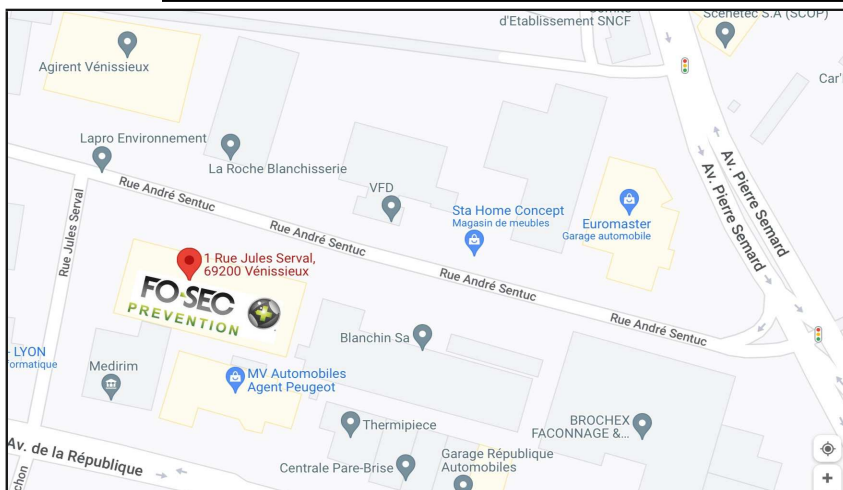 d'Etablissement SNCF
Scenetec S.A (SCOP)
Agirent Vénissieux
Car'
Lapro Environnement
La Roche Blanchisserie
Av. Pierre Semard
Av. Pierre Semard
Rue André Sentuc
VFD
Rue Jules Serval
Sta Home Concept
Magasin de meubles
Euromaster
Garage automobile
Rue André Sentuc
1 Rue Jules Serval,
69200 Vénissieux
Rue André Sentuc
FO-SEC
PREVENTION
Rue André Sentuc
Blanchin Sa
- LYON
formatique
Medirim
MV Automobiles
Agent Peugeot
Thermipiece
BROCHEX
FACONNAGE &...
Av. de la République
Centrale Pare-Brise
Garage République
Automobiles
chon